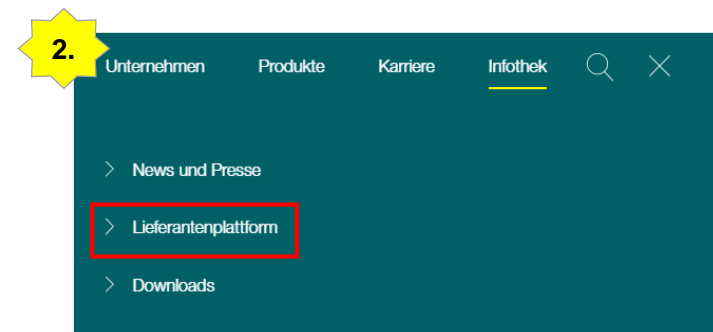 2.
Unternehmen Produkte Karriere Infothek
News und Presse
Lieferantenplattform
Downloads